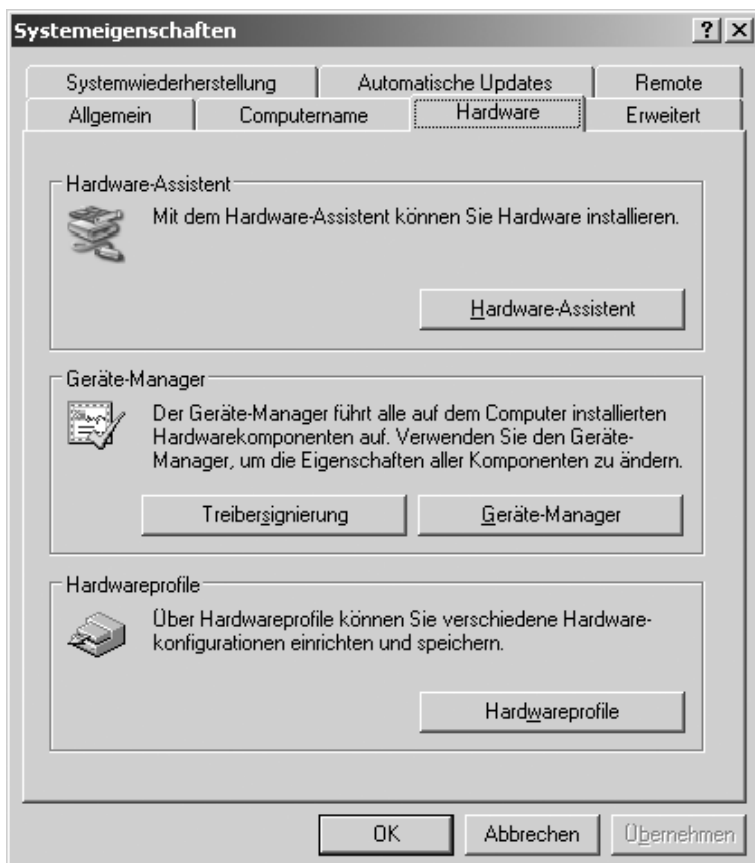 Systemeigenschaften
Systemwiederherstellung Automatische Updates Remote
Allgemein Computername Hardware Erweitert
Hardware-Assistent
Mit dem Hardware-Assistent können Sie Hardware installieren.
Hardware-Assistent
Geräte-Manager
Der Geräte-Manager führt alle auf dem Computer installierten
Hardwarekomponenten auf. Verwenden Sie den Geräte-
Manager, um die Eigenschaften aller Komponenten zu ändern.
Treibersignierung Geräte-Manager
Hardwareprofile
Über Hardwareprofile können Sie verschiedene Hardware-
konfigurationen einrichten und speichern.
Hardwareprofile
OK Abbrechen Übernehmen